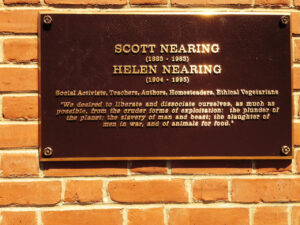 SCOTT NEARING
(1883 - 1983)
HELEN NEARING
(1904 - 1995)
Social Activists, Teachers, Authors, Homesteaders, Ethical Vegetarians
"We desired to liberate and dissociate ourselves, as much as
possible, from the cruder forms of exploitation: the plunder of
the planet; the slavery of man and beast; the slaughter of
men in war, and of animals for food."